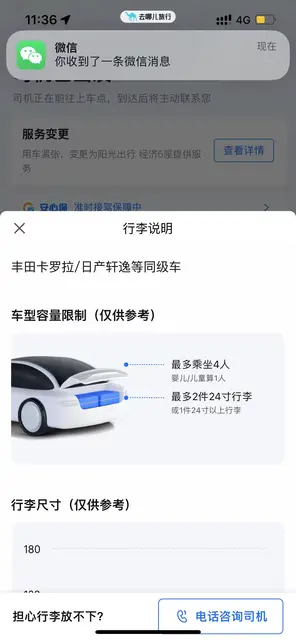 11:36
去哪儿旅行
4G
微信
现在
你收到了一条微信消息
司机正在前往上车点，到达后将主动联系您
服务变更
用车紧张，变更为阳光出行 经济5座提供服务
查看详情
安心保 准时接驾保障中
行李说明
丰田卡罗拉/日产轩逸等同级车
车型容量限制（仅供参考）
最多乘坐4人
婴儿/儿童算1人
最多2件24寸行李
或1件24寸以上行李
行李尺寸（仅供参考）
180
担心行李放不下?
电话咨询司机